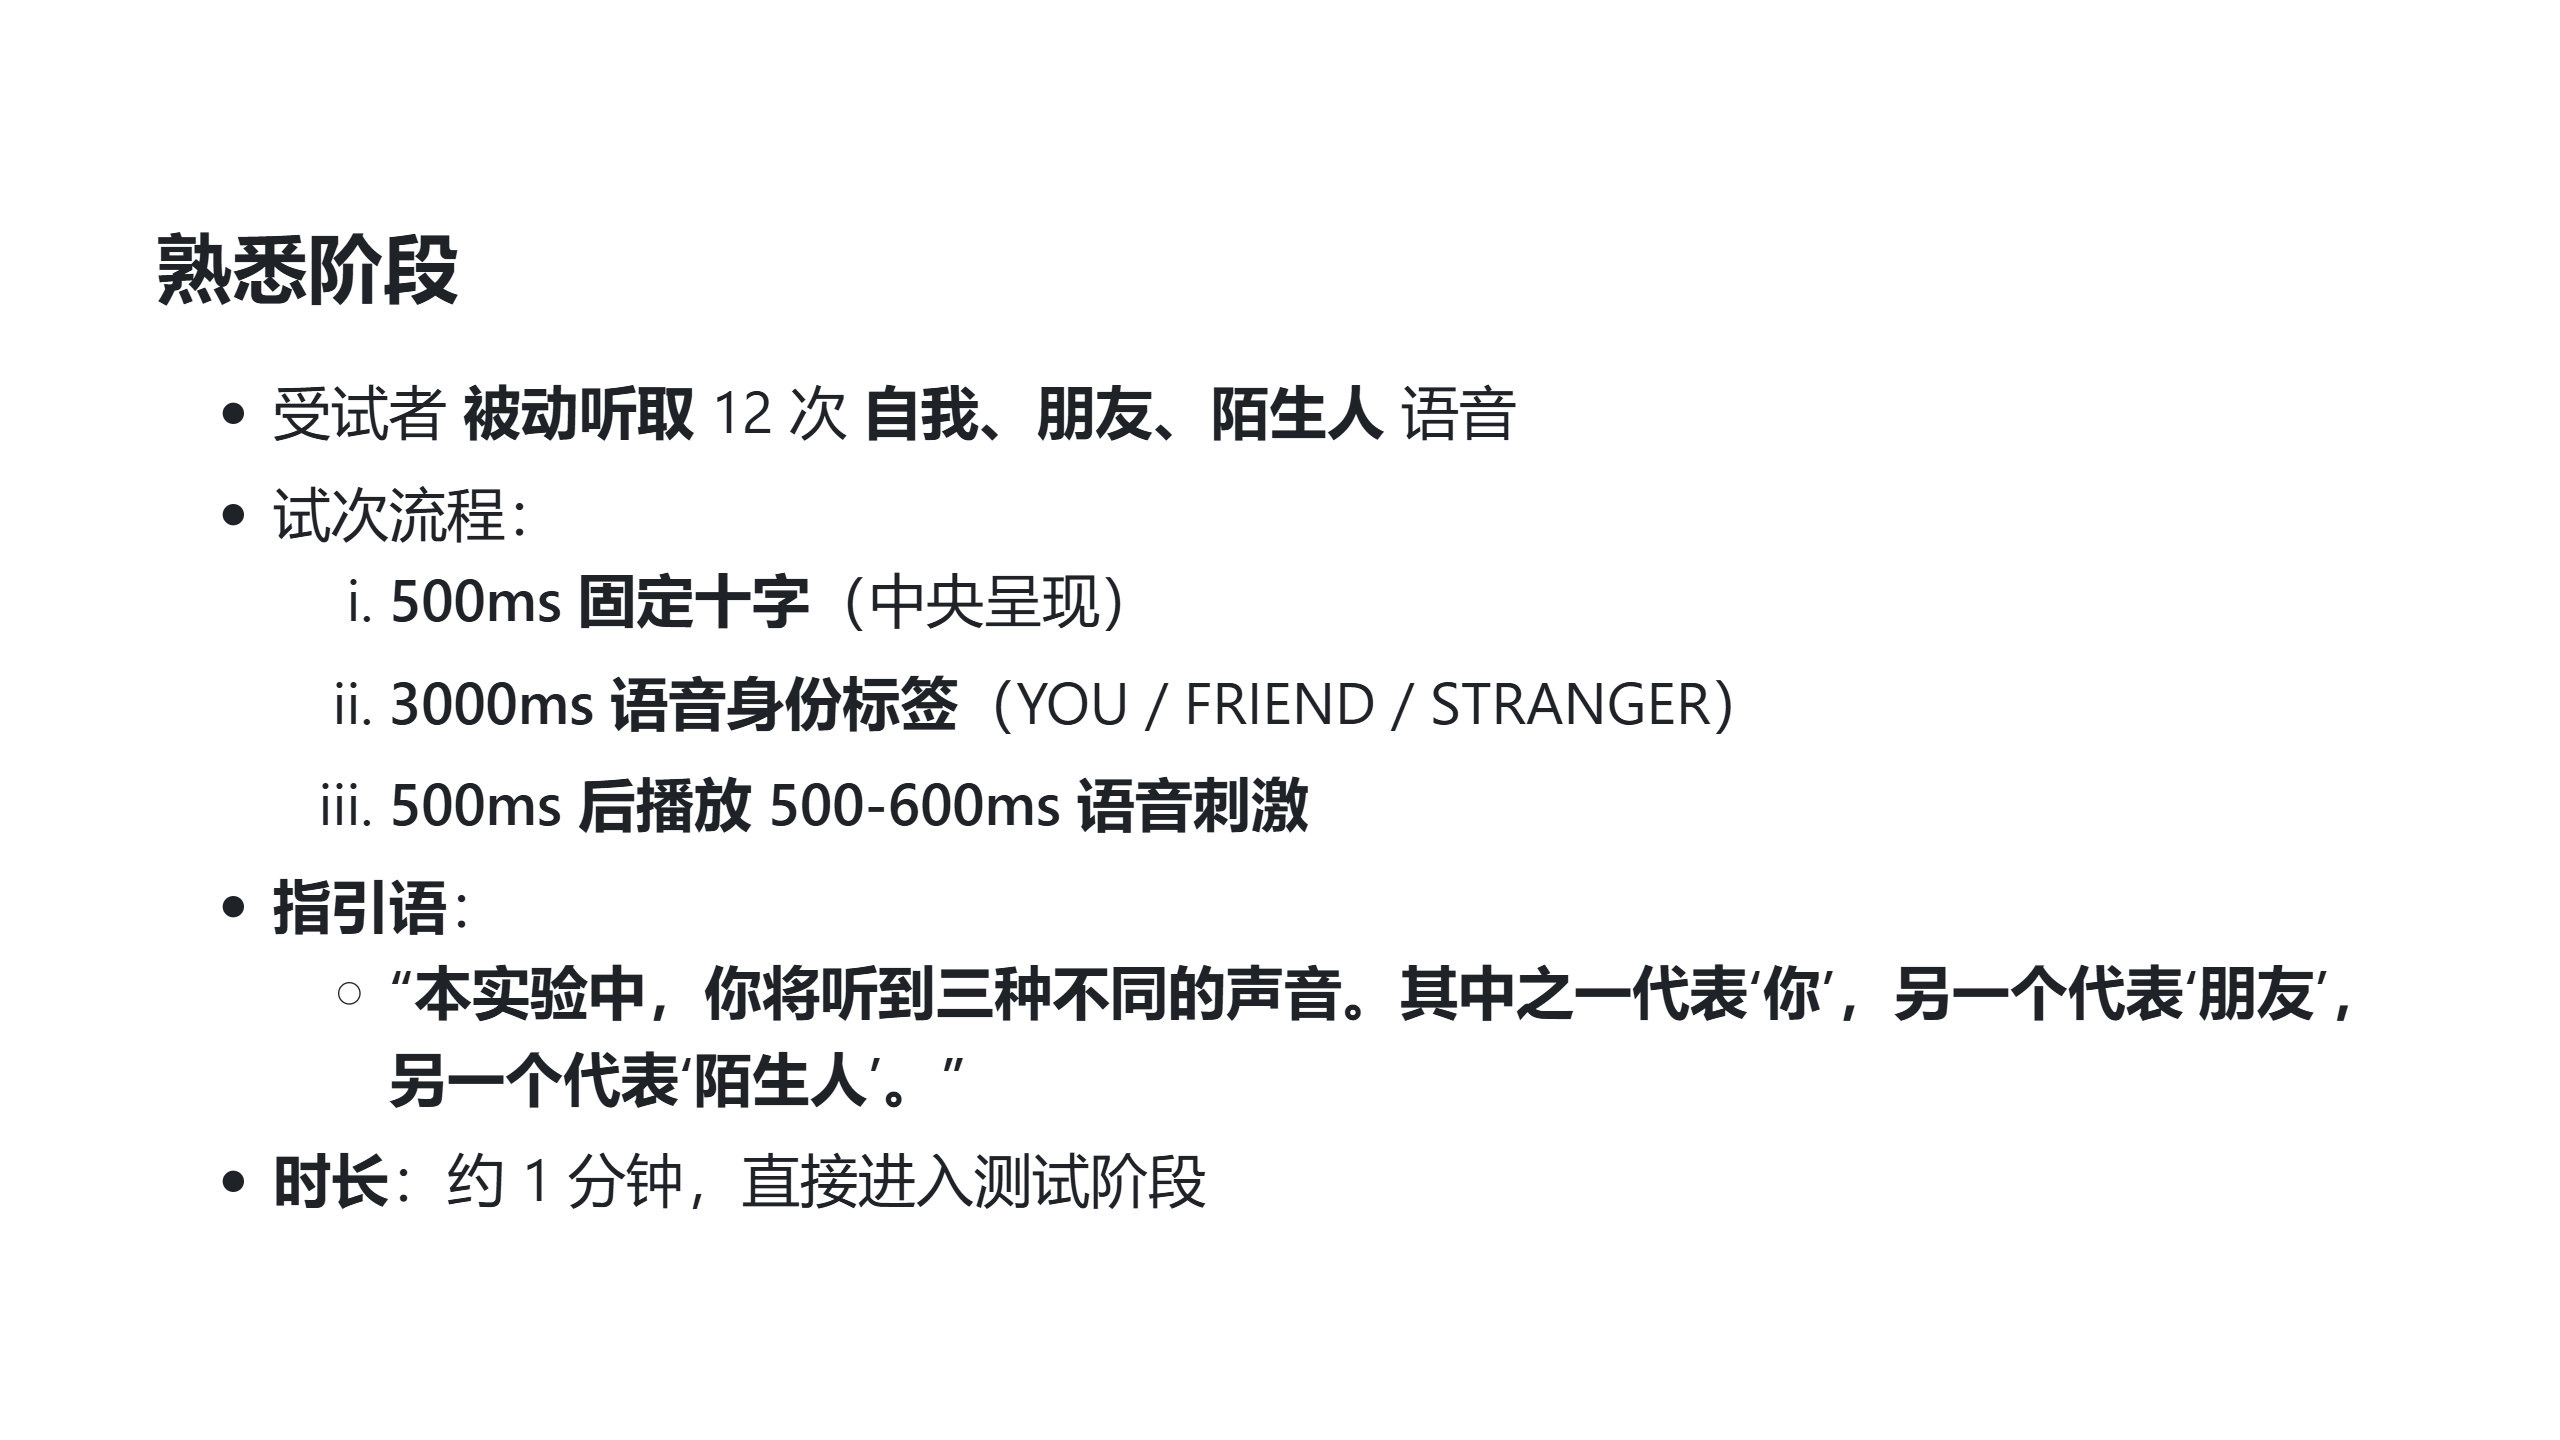 熟悉阶段
• 受试者 被动听取 12 次 自我、朋友、陌生人 语音
• 试次流程：
i. 500ms 固定十字（中央呈现）
ii. 3000ms 语音身份标签（YOU / FRIEND / STRANGER）
iii. 500ms 后播放 500-600ms 语音刺激
• 指引语：
○ “本实验中，你将听到三种不同的声音。其中之一代表‘你’，另一个代表‘朋友’，
另一个代表‘陌生人’。”
• 时长：约 1 分钟，直接进入测试阶段